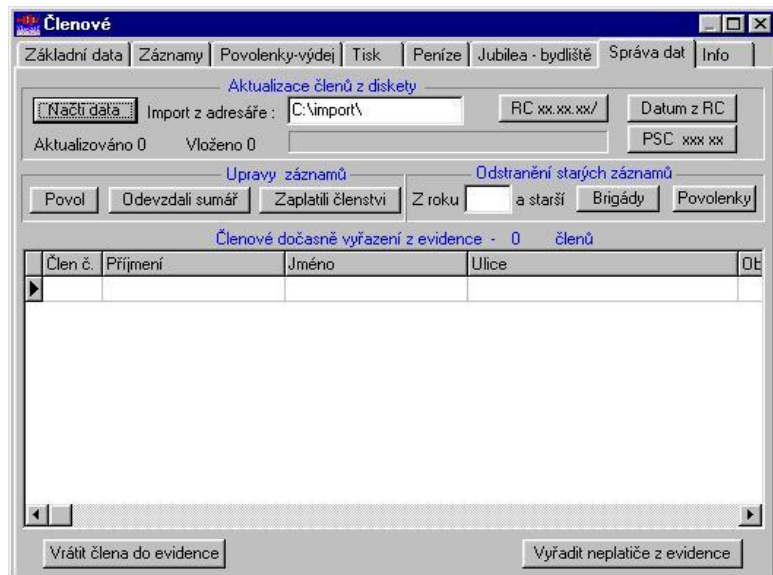 Členové
Základní data Záznamy Povolenky-výdej Tisk Peníze Jubilea - bydliště Správa dat Info
Aktualizace členů z diskety
Načti data Import z adresáře : C:\import\ RC xx.xx.xx/ Datum z RC
Aktualizováno 0 Vloženo 0 PSC xxx xx
Upravy záznamů Odstranění starých záznamů
Povol Odevzdali sumář Zaplatili členstvi Z roku a starší Brigády Povolenky
Členové dočasně vyřazení z evidence - 0 členů
Člen č. Příjmení Jméno Ulice Ob
Vrátit člena do evidence Vyřadit neplatiče z evidence